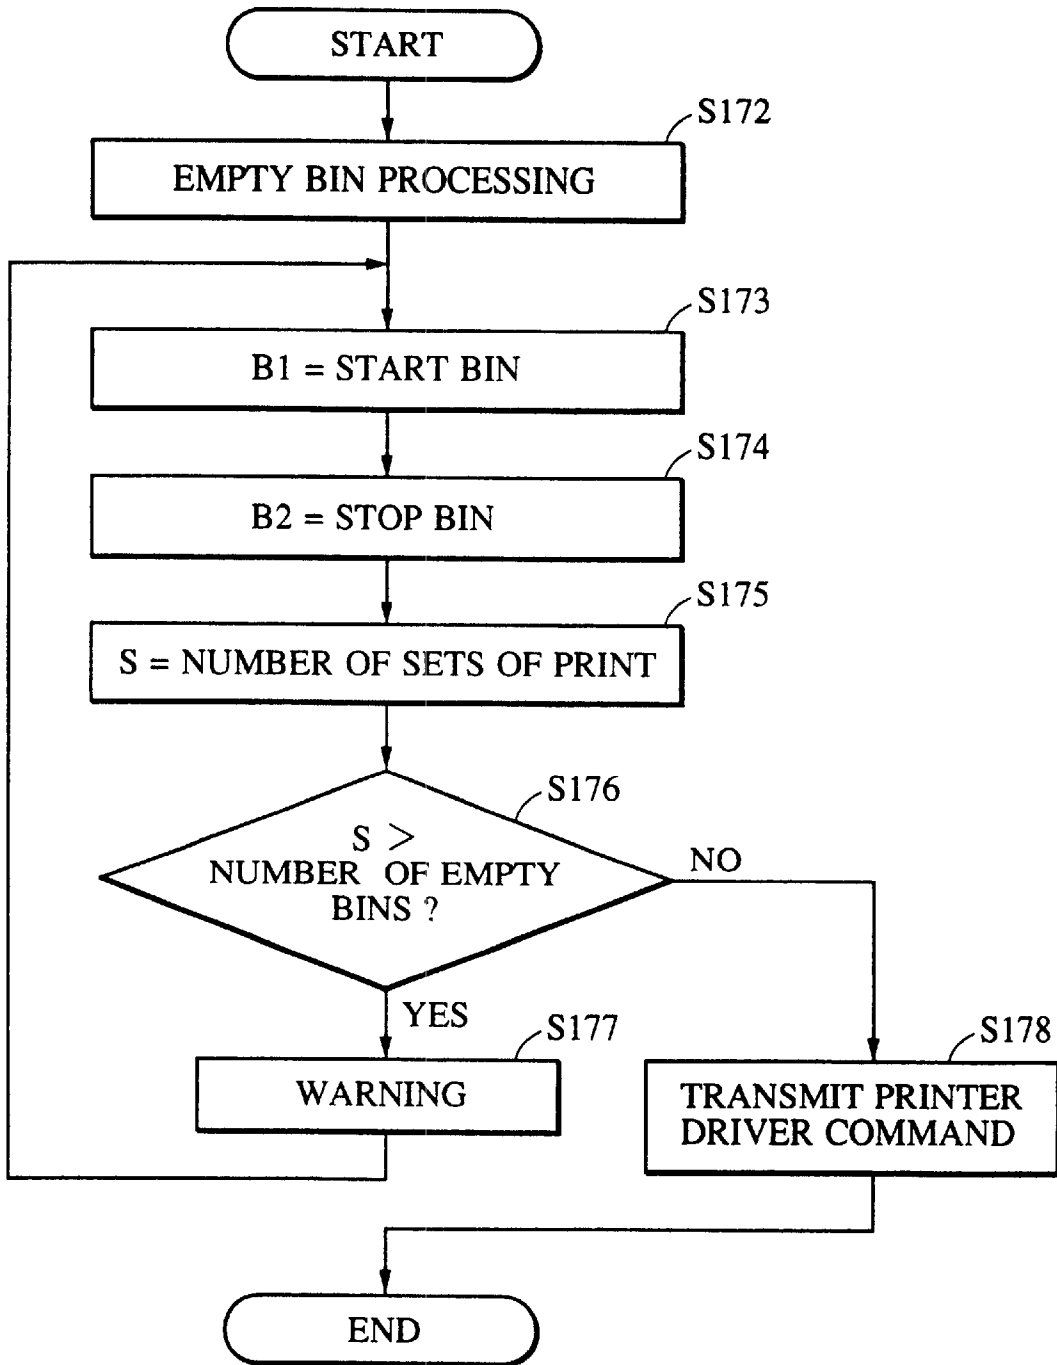 START
S172
EMPTY BIN PROCESSING
S173
B1 = START BIN
S174
B2 = STOP BIN
S175
S = NUMBER OF SETS OF PRINT
S176
S >
NUMBER OF EMPTY
BINS ?
NO
YES
S177
WARNING
S178
TRANSMIT PRINTER
DRIVER COMMAND
END